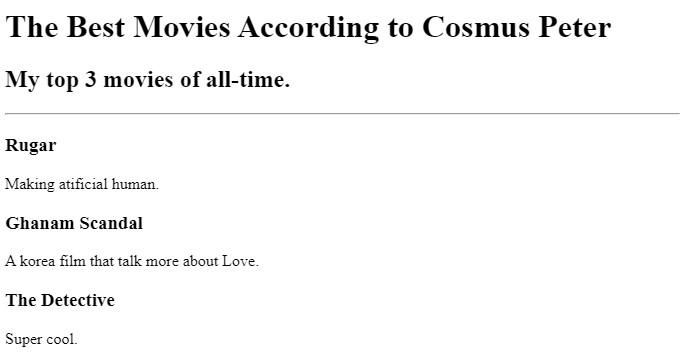 The Best Movies According to Cosmus Peter
My top 3 movies of all-time.
Rugar
Making atificial human.
Ghanam Scandal
A korea film that talk more about Love.
The Detective
Super cool.